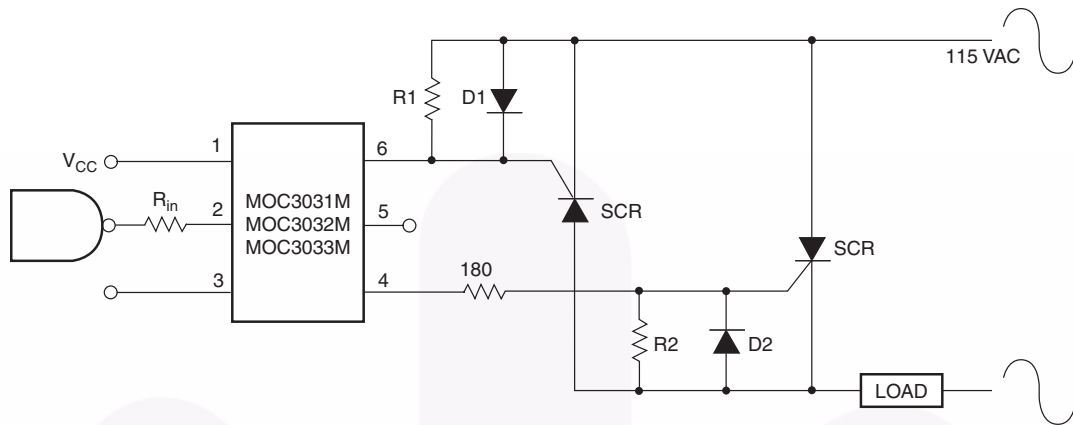 115 VAC
R1
D1
1
6
VCC
Rin
2
MOC3031M
MOC3032M
MOC3033M
5
SCR
SCR
3
4
180
R2
D2
LOAD